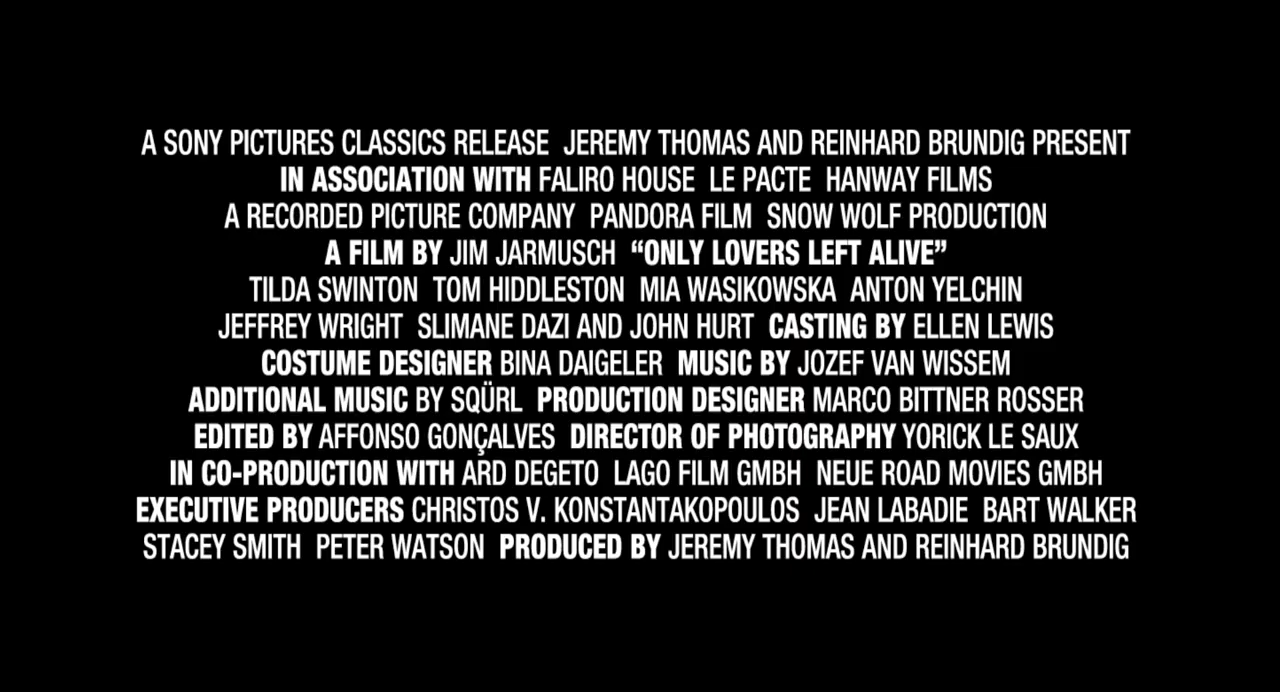 A SONY PICTURES CLASSICS RELEASE JEREMY THOMAS AND REINHARD BRUNDIG PRESENT
IN ASSOCIATION WITH FALIRO HOUSE LE PACTE HANWAY FILMS
A RECORDED PICTURE COMPANY PANDORA FILM SNOW WOLF PRODUCTION
A FILM BY JIM JARMUSCH “ONLY LOVERS LEFT ALIVE”
TILDA SWINTON TOM HIDDLESTON MIA WASIKOWSKA ANTON YELCHIN
JEFFREY WRIGHT SLIMANE DAZI AND JOHN HURT CASTING BY ELLEN LEWIS
COSTUME DESIGNER BINA DAIGELER MUSIC BY JOZEF VAN WISSEM
ADDITIONAL MUSIC BY SQÜRL PRODUCTION DESIGNER MARCO BITTNER ROSSER
EDITED BY AFFONSO GONÇALVES DIRECTOR OF PHOTOGRAPHY YORICK LE SAUX
IN CO-PRODUCTION WITH ARD DEGETO LAGO FILM GMBH NEUE ROAD MOVIES GMBH
EXECUTIVE PRODUCERS CHRISTOS V. KONSTANTAKOPOULOS JEAN LABADIE BART WALKER
STACEY SMITH PETER WATSON PRODUCED BY JEREMY THOMAS AND REINHARD BRUNDIG